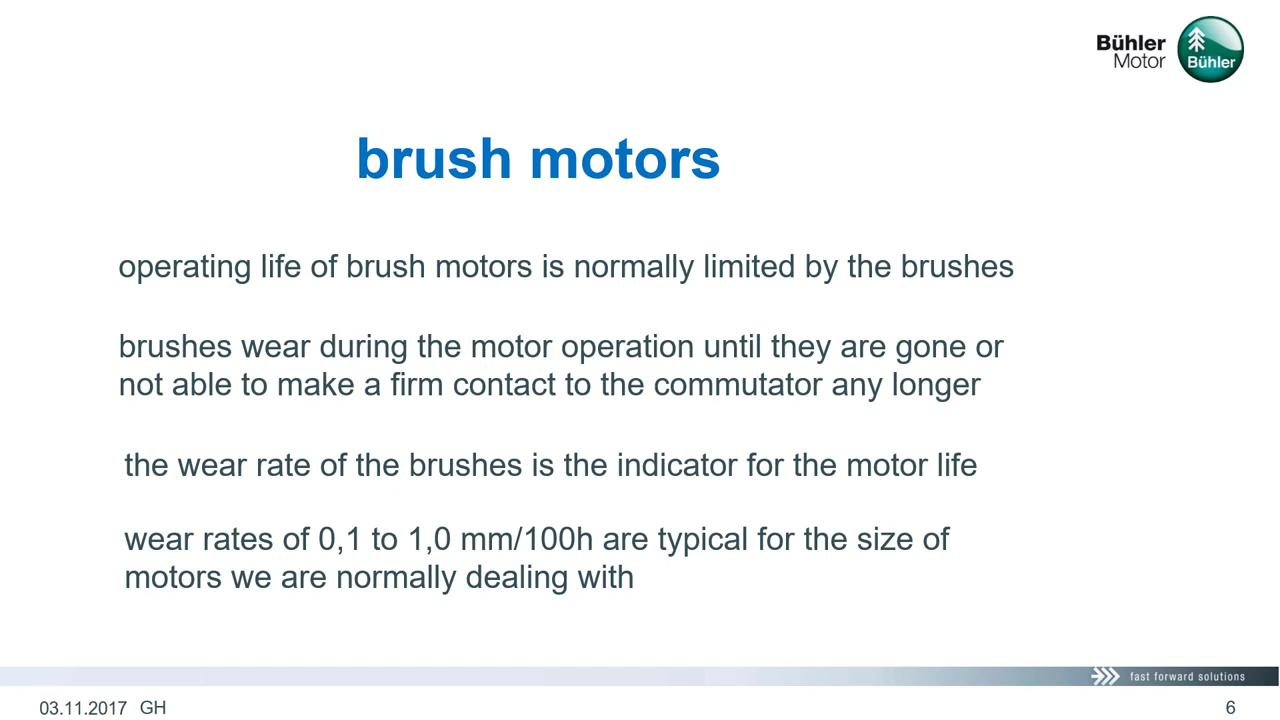 Bühler
Motor
Bühler
brush motors
operating life of brush motors is normally limited by the brushes
brushes wear during the motor operation until they are gone or
not able to make a firm contact to the commutator any longer
the wear rate of the brushes is the indicator for the motor life
wear rates of 0,1 to 1,0 mm/100h are typical for the size of
motors we are normally dealing with
fast forward solutions
03.11.2017 GH
6